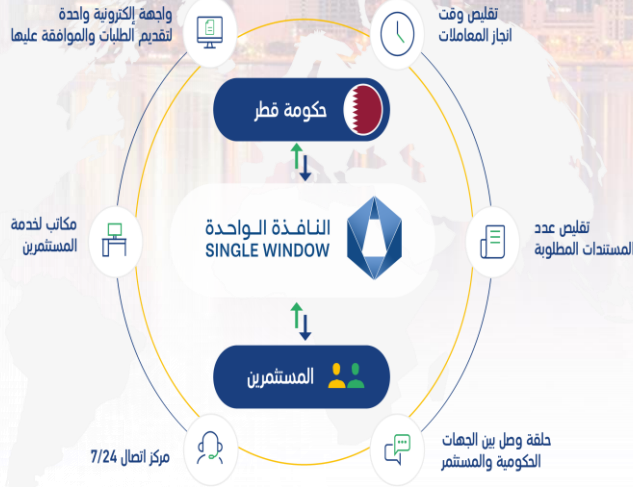 تقليص وقت
انجاز المعاملات
واجهة إلكترونية واحدة
لتقديم الطلبات والموافقة عليها
حكومة قطر
النافذة الواحدة
SINGLE WINDOW
تقليص عدد
المستندات المطلوبة
مكاتب لخدمة
المستثمرين
المستثمرين
حلقة وصل بين الجهات
الحكومية والمستثمر
مركز اتصال 7/24